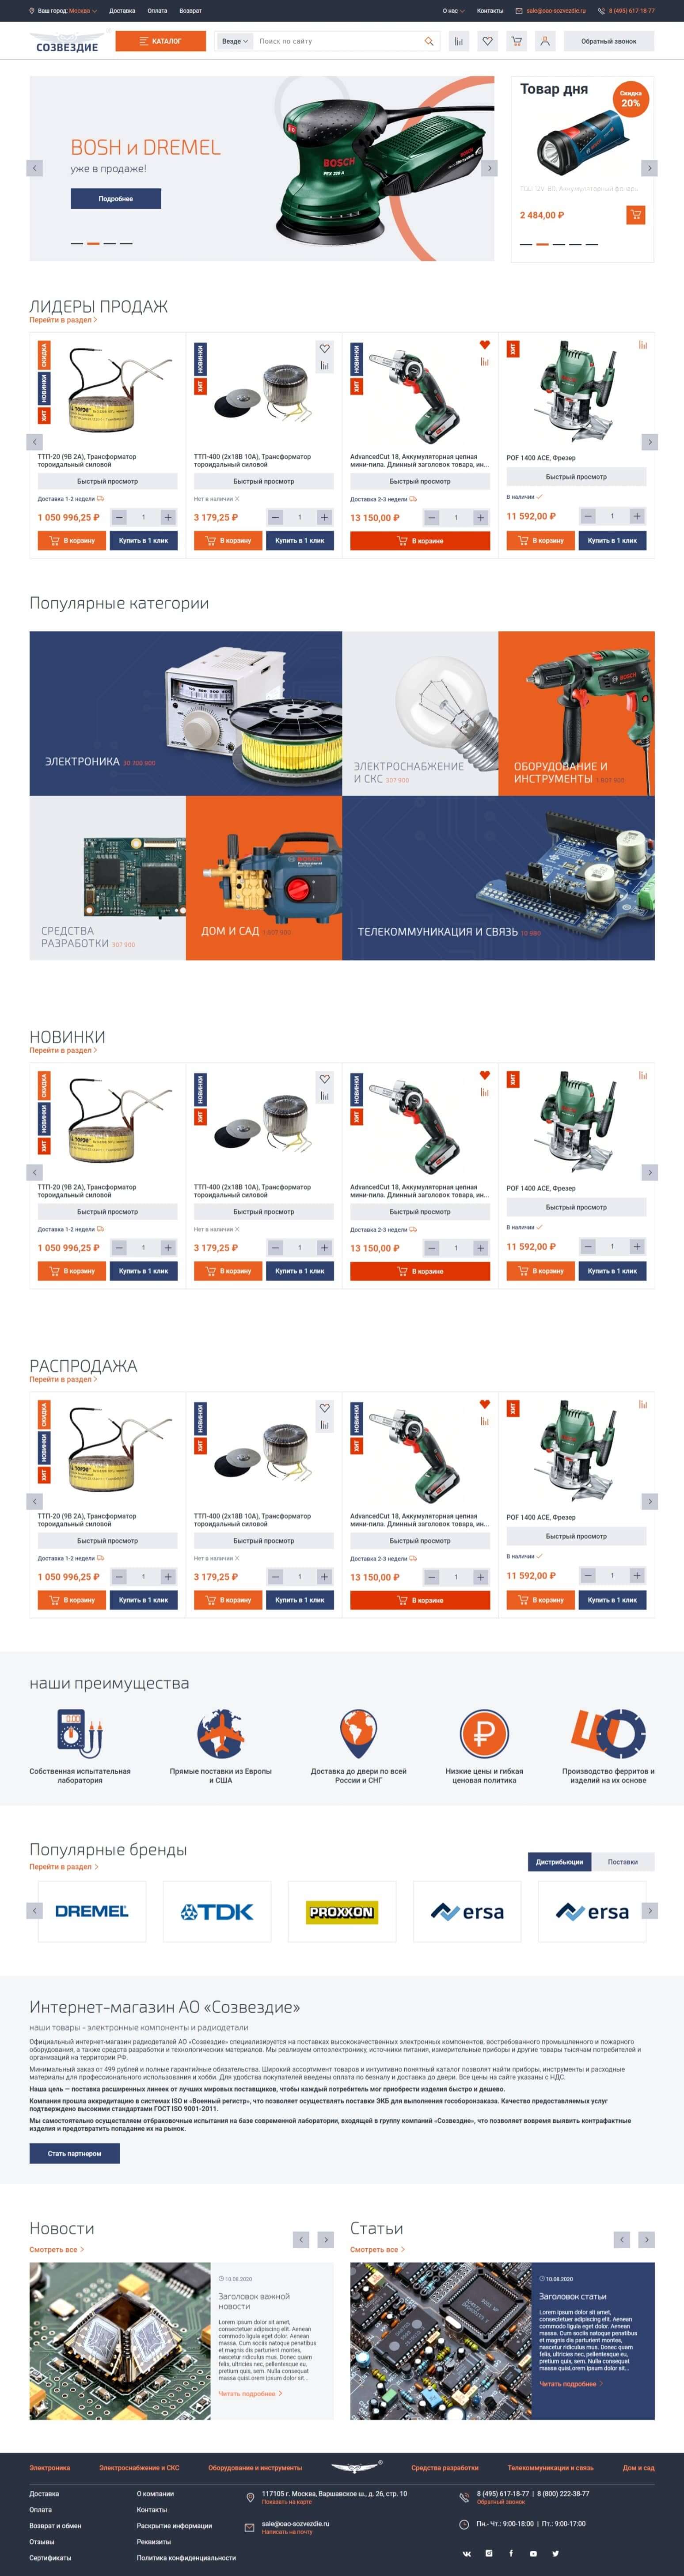 Ваш город: Москва
Доставка
Оплата
Возврат
О нас
Контакты
sale@oao-sozvezdie.ru
8 (495) 617-18-77
СОЗВЕЗДИЕ
КАТАЛОГ
Везде
Поиск по сайту
Обратный звонок
BOSH и DREMEL
уже в продаже!
Подробнее
BOSCH
PEX 220 A
Товар дня
Скидка
20%
2 484,00 ₽
ЛИДЕРЫ ПРОДАЖ
Перейти в раздел
СКИДКА
НОВИНКИ
ХИТ
ТТП-20 (9В 2А), Трансформатор
тороидальный силовой
Быстрый просмотр
Доставка 1-2 недели
1 050 996,25 ₽
1
В корзину
Купить в 1 клик
НОВИНКИ
ХИТ
ТТП-400 (2х18В 10А), Трансформатор
тороидальный силовой
Быстрый просмотр
Нет в наличии
3 179,25 ₽
1
В корзину
Купить в 1 клик
НОВИНКИ
ХИТ
AdvancedCut 18, Аккумуляторная цепная
мини-пила. Длинный заголовок товара, ин...
Быстрый просмотр
Доставка 2-3 недели
13 150,00 ₽
1
В корзине
ХИТ
POF 1400 ACE, Фрезер
Быстрый просмотр
В наличии
11 592,00 ₽
1
В корзину
Купить в 1 клик
Популярные категории
ЭЛЕКТРОНИКА
ЭЛЕКТРОСНАБЖЕНИЕ
И СКС 307 900
ОБОРУДОВАНИЕ И
ИНСТРУМЕНТЫ
BOSCH
СРЕДСТВА
РАЗРАБОТКИ 307 900
ДОМ И САД
BOSCH
ТЕЛЕКОММУНИКАЦИЯ И СВЯЗЬ
НОВИНКИ
Перейти в раздел
СКИДКА
НОВИНКИ
ХИТ
ТТП-20 (9В 2А), Трансформатор
тороидальный силовой
Быстрый просмотр
Доставка 1-2 недели
1 050 996,25 ₽
1
В корзину
Купить в 1 клик
НОВИНКИ
ХИТ
ТТП-400 (2х18В 10А), Трансформатор
тороидальный силовой
Быстрый просмотр
Нет в наличии
3 179,25 ₽
1
В корзину
Купить в 1 клик
НОВИНКИ
ХИТ
AdvancedCut 18, Аккумуляторная цепная
мини-пила. Длинный заголовок товара, ин...
Быстрый просмотр
Доставка 2-3 недели
13 150,00 ₽
1
В корзине
ХИТ
POF 1400 ACE, Фрезер
Быстрый просмотр
В наличии
11 592,00 ₽
1
В корзину
Купить в 1 клик
РАСПРОДАЖА
Перейти в раздел
СКИДКА
НОВИНКИ
ХИТ
ТТП-20 (9В 2А), Трансформатор
тороидальный силовой
Быстрый просмотр
Доставка 1-2 недели
1 050 996,25 ₽
1
В корзину
Купить в 1 клик
НОВИНКИ
ХИТ
ТТП-400 (2х18В 10А), Трансформатор
тороидальный силовой
Быстрый просмотр
Нет в наличии
3 179,25 ₽
1
В корзину
Купить в 1 клик
НОВИНКИ
ХИТ
AdvancedCut 18, Аккумуляторная цепная
мини-пила. Длинный заголовок товара, ин...
Быстрый просмотр
Доставка 2-3 недели
13 150,00 ₽
1
В корзине
ХИТ
POF 1400 ACE, Фрезер
Быстрый просмотр
В наличии
11 592,00 ₽
1
В корзину
Купить в 1 клик
наши преимущества
Собственная испытательная
лаборатория
Прямые поставки из Европы
и США
Доставка до двери по всей
России и СНГ
Низкие цены и гибкая
ценовая политика
Производство ферритов и
изделий на их основе
Популярные бренды
Перейти в раздел
Дистрибьюции
Поставки
DREMEL
TDK
PROXXON
ersa
ersa
Интернет-магазин АО «Созвездие»
наши товары - электронные компоненты и радиодетали
Официальный интернет-магазин радиодеталей АО «Созвездие» специализируется на поставках высококачественных электронных компонентов, востребованного промышленного и пожарного
оборудования, а также средств разработки и технологических материалов. Мы реализуем оптоэлектронику, источники питания, измерительные приборы и другие товары тысячам потребителей и
организаций на территории РФ.
Минимальный заказ от 499 рублей и полные гарантийные обязательства. Широкий ассортимент товаров и интуитивно понятный каталог позволят найти приборы, инструменты и расходные
материалы для профессионального использования и хобби. Для удобства покупателей введены оплата по безналу и доставка до двери. Все цены на сайте указаны с НДС.
Наша цель — поставка расширенных линеек от лучших мировых поставщиков, чтобы каждый потребитель мог приобрести изделия быстро и дешево.
Компания прошла аккредитацию в системах ISO и «Военный регистр», что позволяет осуществлять поставки ЭКБ для выполнения гособоронзаказа. Качество предоставляемых услуг
подтверждено высокими стандартами ГОСТ ISO 9001-2011.
Мы самостоятельно осуществляем отбраковочные испытания на базе современной лаборатории, входящей в группу компаний «Созвездие», что позволяет вовремя выявить контрафактные
изделия и предотвратить попадание их на рынок.
Стать партнером
Новости
Смотреть все
10.08.2020
Заголовок важной
новости
Lorem ipsum dolor sit amet,
consectetuer adipiscing elit. Aenean
commodo ligula eget dolor. Aenean
massa. Cum sociis natoque penatibus
et magnis dis parturient montes,
nascetur ridiculus mus. Donec quam
felis, ultricies nec, pellentesque eu,
pretium quis, sem. Nulla consequat
massa quisLorem ipsum dolor sit...
Читать подробнее
Статьи
Смотреть все
10.08.2020
Заголовок статьи
Lorem ipsum dolor sit amet,
consectetuer adipiscing elit. Aenean
commodo ligula eget dolor. Aenean
massa. Cum sociis natoque penatibus
et magnis dis parturient montes,
nascetur ridiculus mus. Donec quam
felis, ultricies nec, pellentesque eu,
pretium quis, sem. Nulla consequat
massa quisLorem ipsum dolor sit...
Читать подробнее
Электроника
Электроснабжение и СКС
Оборудование и инструменты
Средства разработки
Телекоммуникации и связь
Дом и сад
Доставка
Оплата
Возврат и обмен
Отзывы
Сертификаты
О компании
Контакты
Раскрытие информации
Реквизиты
Политика конфиденциальности
117105 г. Москва, Варшавское ш., д. 26, стр. 10
Показать на карте
sale@oao-sozvezdie.ru
Написать на почту
8 (495) 617-18-77 | 8 (800) 222-38-77
Обратный звонок
Пн.- Чт.: 9:00-18:00 | Пт.: 9:00-17:00